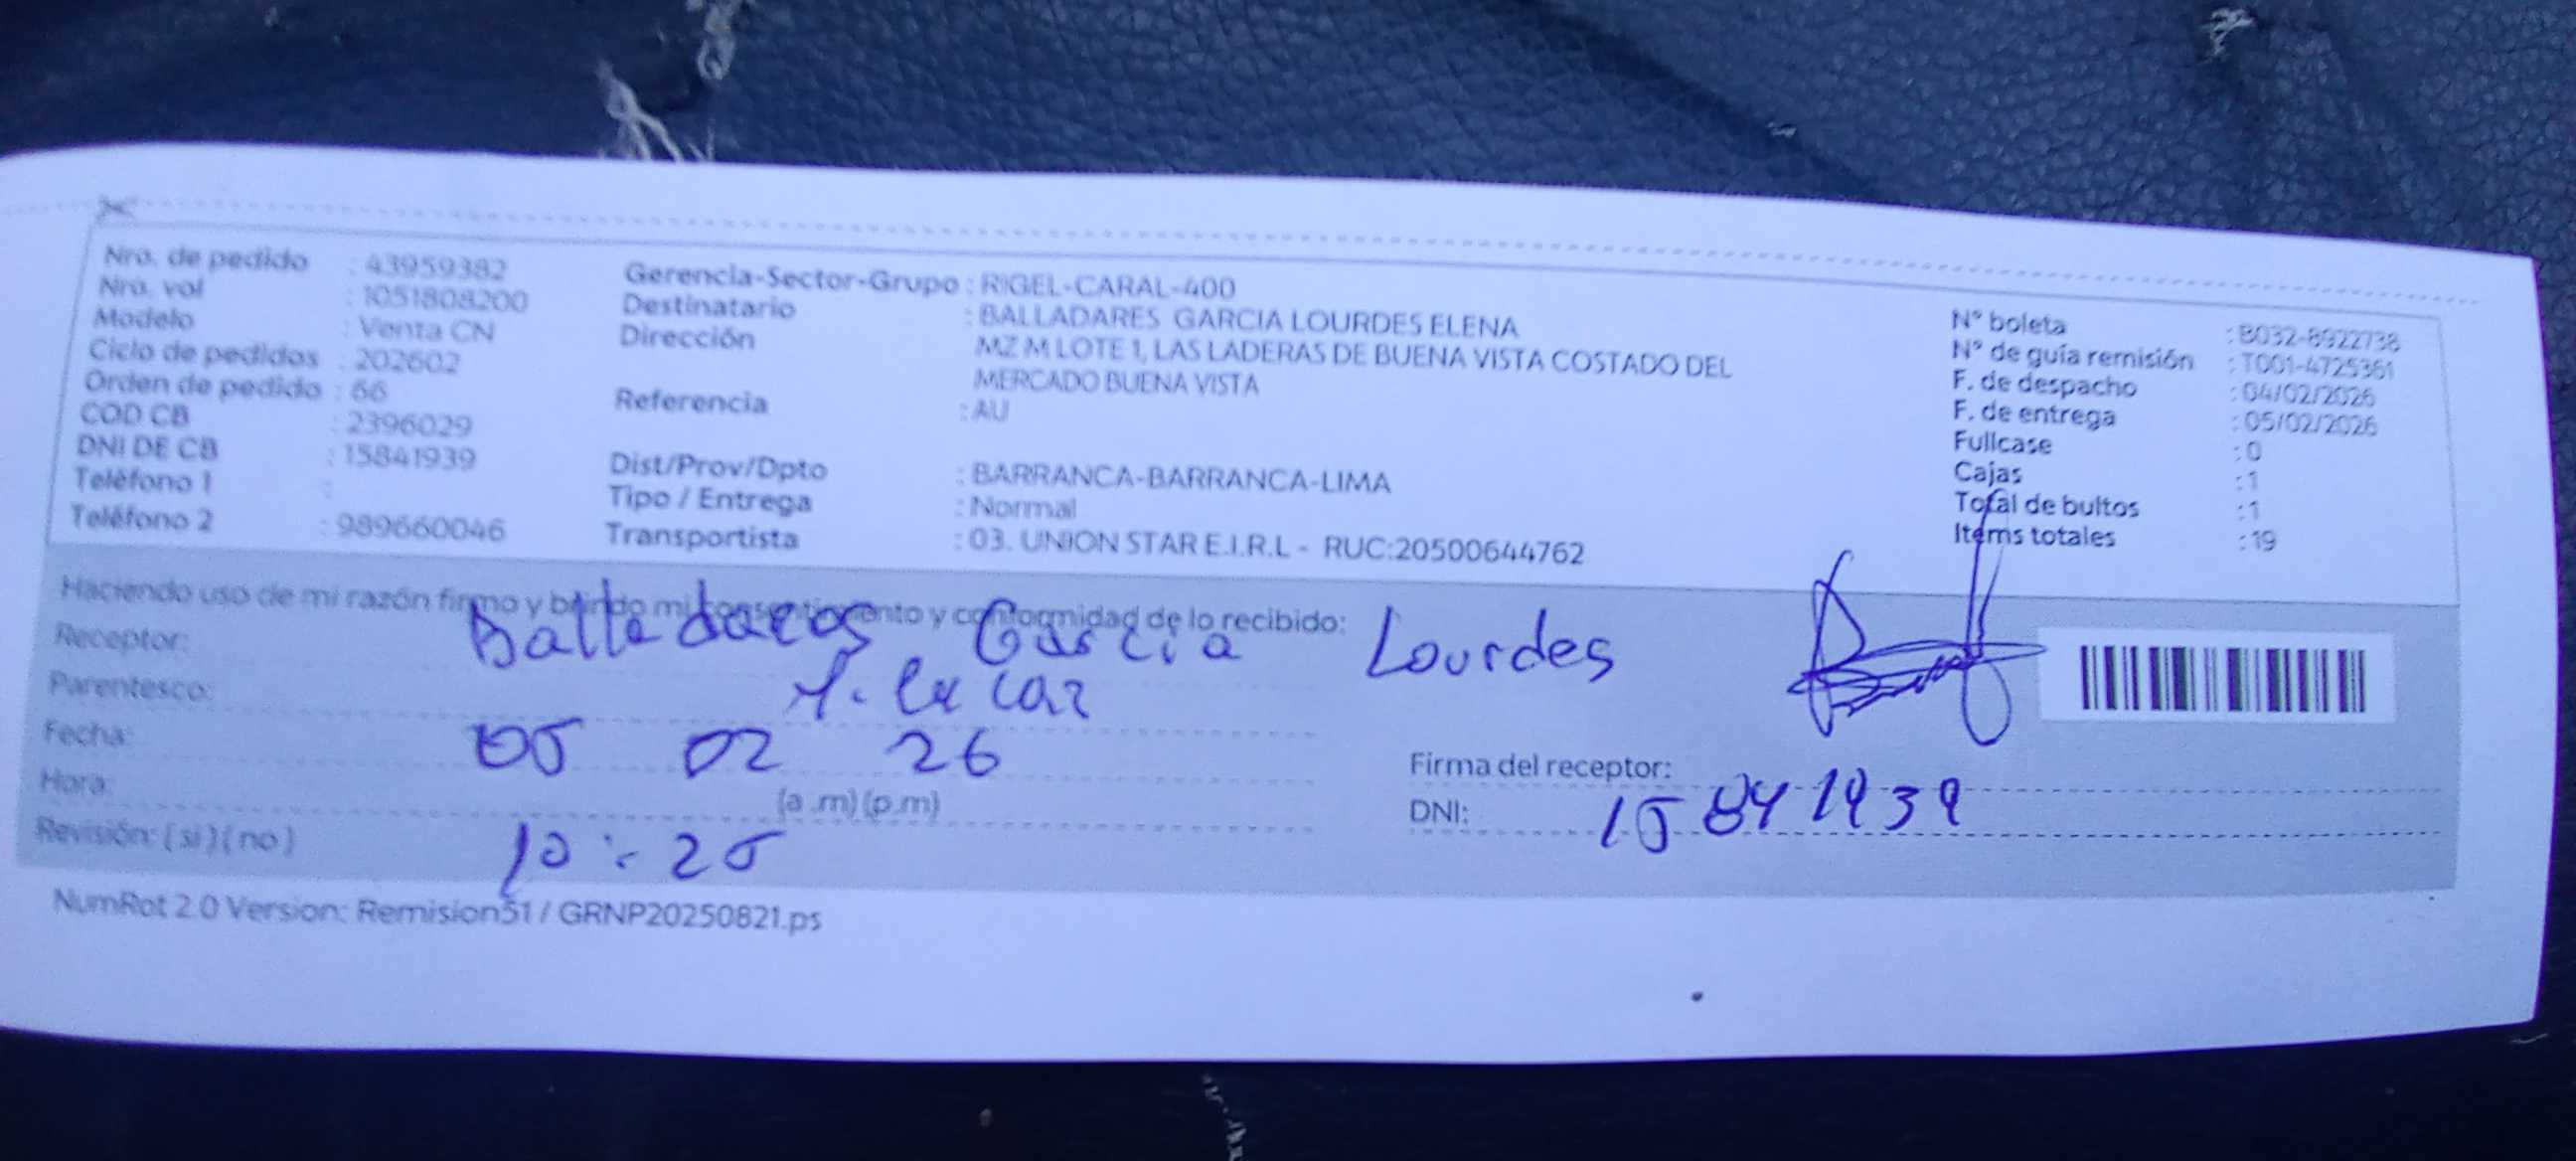 Nro. de pedido : 43959382
Nro. vol : 1051808200
Modelo : Venta CN
Ciclo de pedidos : 202602
Orden de pedido : 66
COD CB : 2396029
DNI DE CB : 15841939
Teléfono 1 :
Teléfono 2 : 989660046
Gerencia-Sector-Grupo : RIGEL-CARAL-400
Destinatario : BALLADARES GARCIA LOURDES ELENA
Dirección MZ M LOTE 1, LAS LADERAS DE BUENA VISTA COSTADO DEL
MERCADO BUENA VISTA
Referencia : AU
Dist/Prov/Dpto : BARRANCA-BARRANCA-LIMA
Tipo / Entrega : Normal
Transportista : 03. UNION STAR E.I.R.L - RUC:20500644762
N° boleta : B032-8922738
N° de guía remisión : T001-4725361
F. de despacho : 04/02/2026
F. de entrega : 05/02/2026
Fullcase : 0
Cajas : 1
Total de bultos : 1
Items totales : 19
Haciendo uso de mi razón firmo y brindo mi consentimiento y conformidad de lo recibido:
Receptor: Balladares Garcia Lourdes
Parentesco:
Fecha: 05 02 26
Hora: (a .m) (p.m)
Revisión: ( si ) ( no ) 10 : 25
Firma del receptor:
DNI: 15841939
NumRot 2.0 Version: Remision51 / GRNP20250821.ps